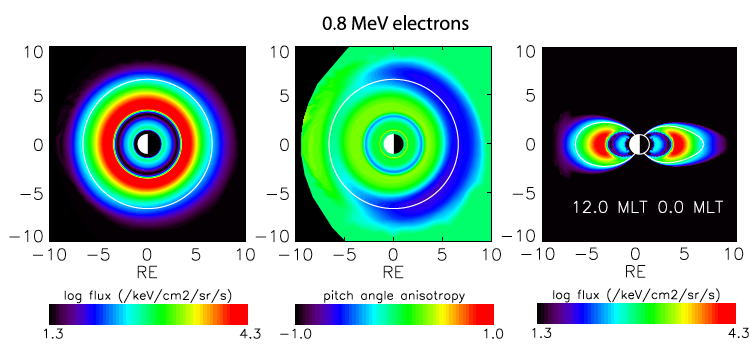 0.8 MeV electrons
10
5
0
−5
−10
−10 −5 0 5 10
RE
log flux (/keV/cm2/sr/s)
1.3 4.3
10
5
0
−5
−10
−10 −5 0 5 10
RE
pitch angle anisotropy
−1.0 1.0
10
5
0
−5
−10
12.0 MLT 0.0 MLT
−10 −5 0 5 10
RE
log flux (/keV/cm2/sr/s)
1.3 4.3